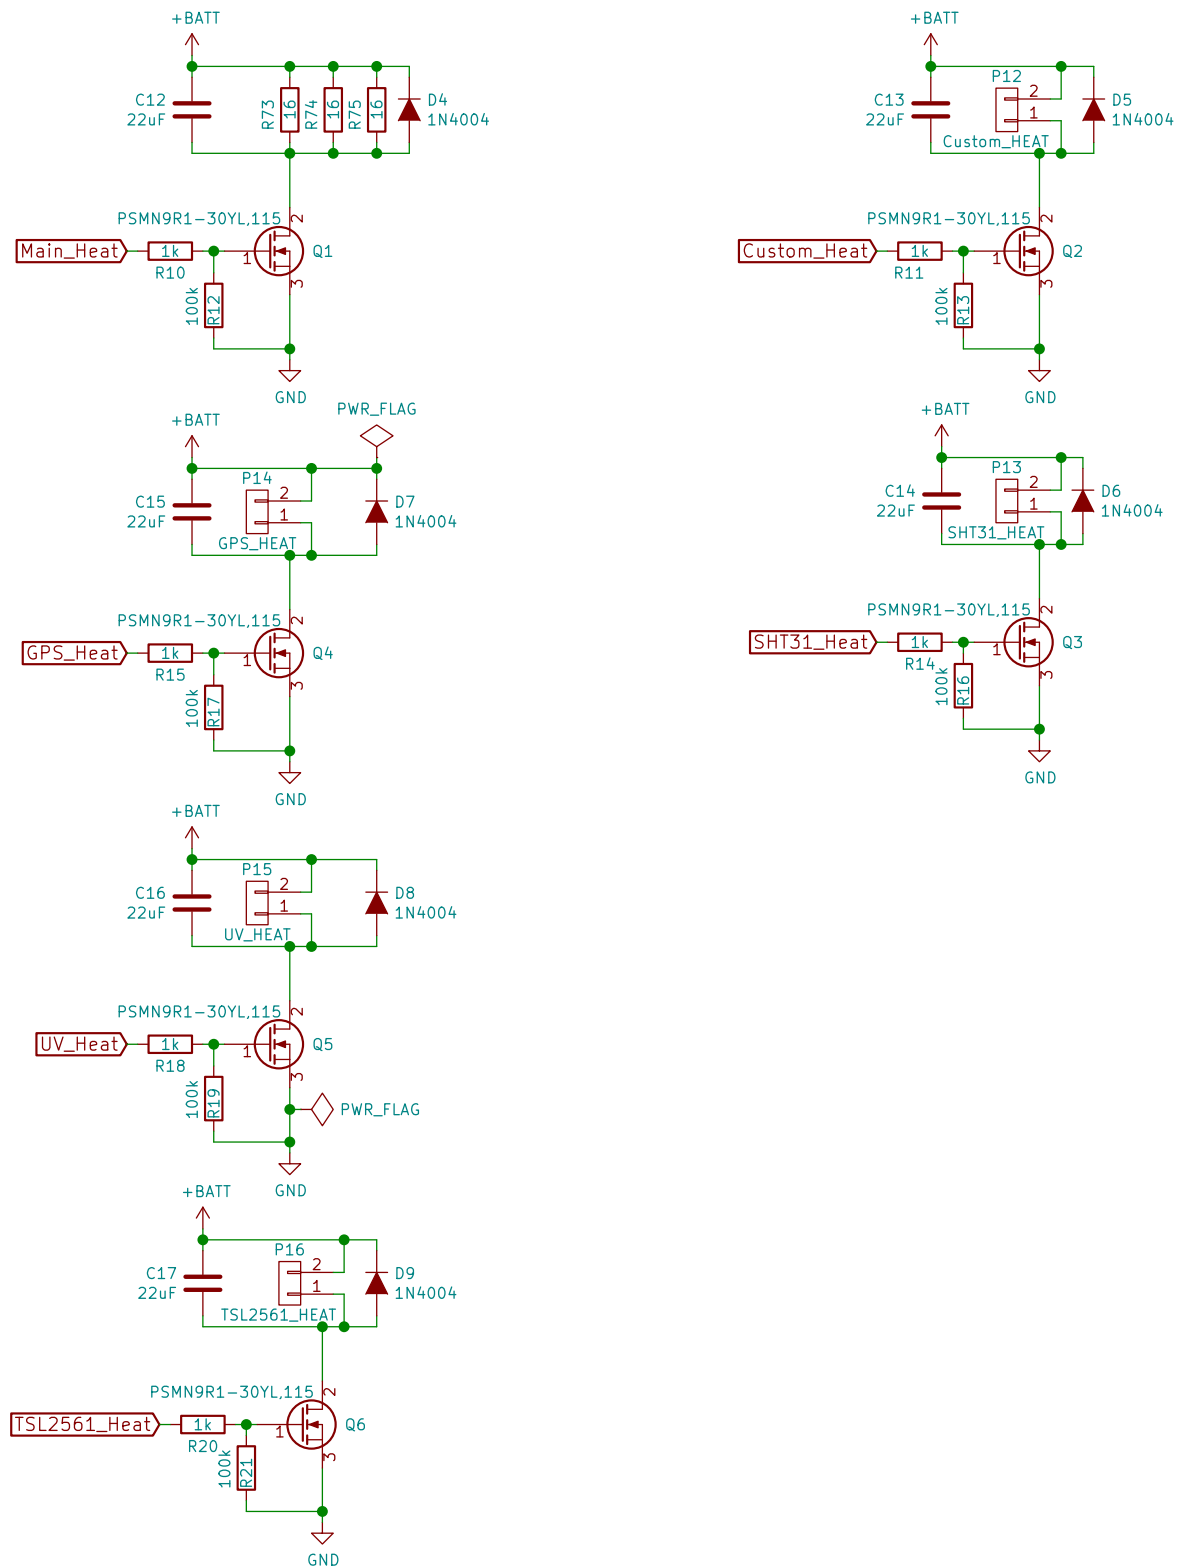 +BATT
C12
22uF
R73
16
R74
16
R75
16
D4
1N4004
PSMN9R1-30YL,115
2
Main_Heat
1k
R10
1
Q1
3
100k
R12
GND
+BATT
P12
C13
22uF
2
1
D5
1N4004
Custom_HEAT
PSMN9R1-30YL,115
2
Custom_Heat
1k
R11
1
Q2
3
100k
R13
GND
PWR_FLAG
+BATT
P14
C15
22uF
2
1
D7
1N4004
GPS_HEAT
PSMN9R1-30YL,115
2
GPS_Heat
1k
R15
1
Q4
3
100k
R17
GND
+BATT
P13
C14
22uF
2
1
D6
1N4004
SHT31_HEAT
PSMN9R1-30YL,115
2
SHT31_Heat
1k
R14
1
Q3
3
100k
R16
GND
+BATT
P15
C16
22uF
2
1
D8
1N4004
UV_HEAT
PSMN9R1-30YL,115
2
UV_Heat
1k
R18
1
Q5
3
100k
R19
PWR_FLAG
GND
+BATT
P16
C17
22uF
2
1
D9
1N4004
TSL2561_HEAT
PSMN9R1-30YL,115
2
TSL2561_Heat
1k
R20
1
Q6
3
100k
R21
GND